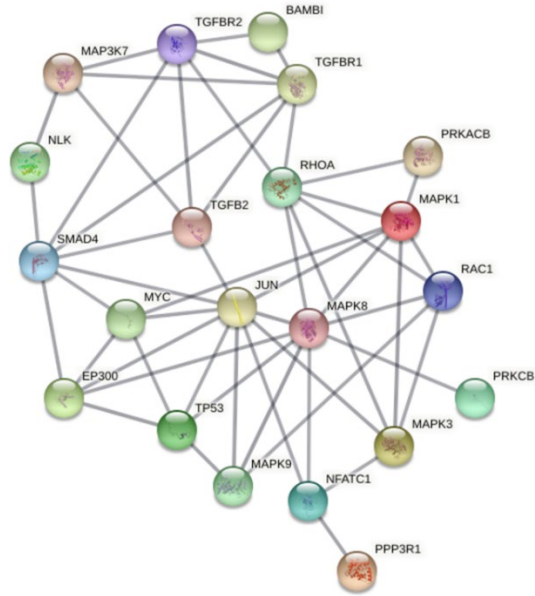 BAMBI
TGFBR2
MAP3K7
TGFBR1
NLK
PRKACB
RHOA
MAPK1
TGFB2
SMAD4
RAC1
JUN
MYC
MAPK8
EP300
PRKCB
TP53
MAPK3
MAPK9
NFATC1
PPP3R1